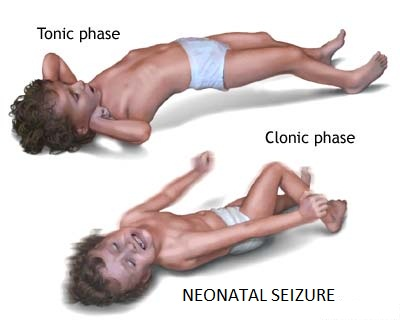 Tonic phase
Clonic phase
NEONATAL SEIZURE